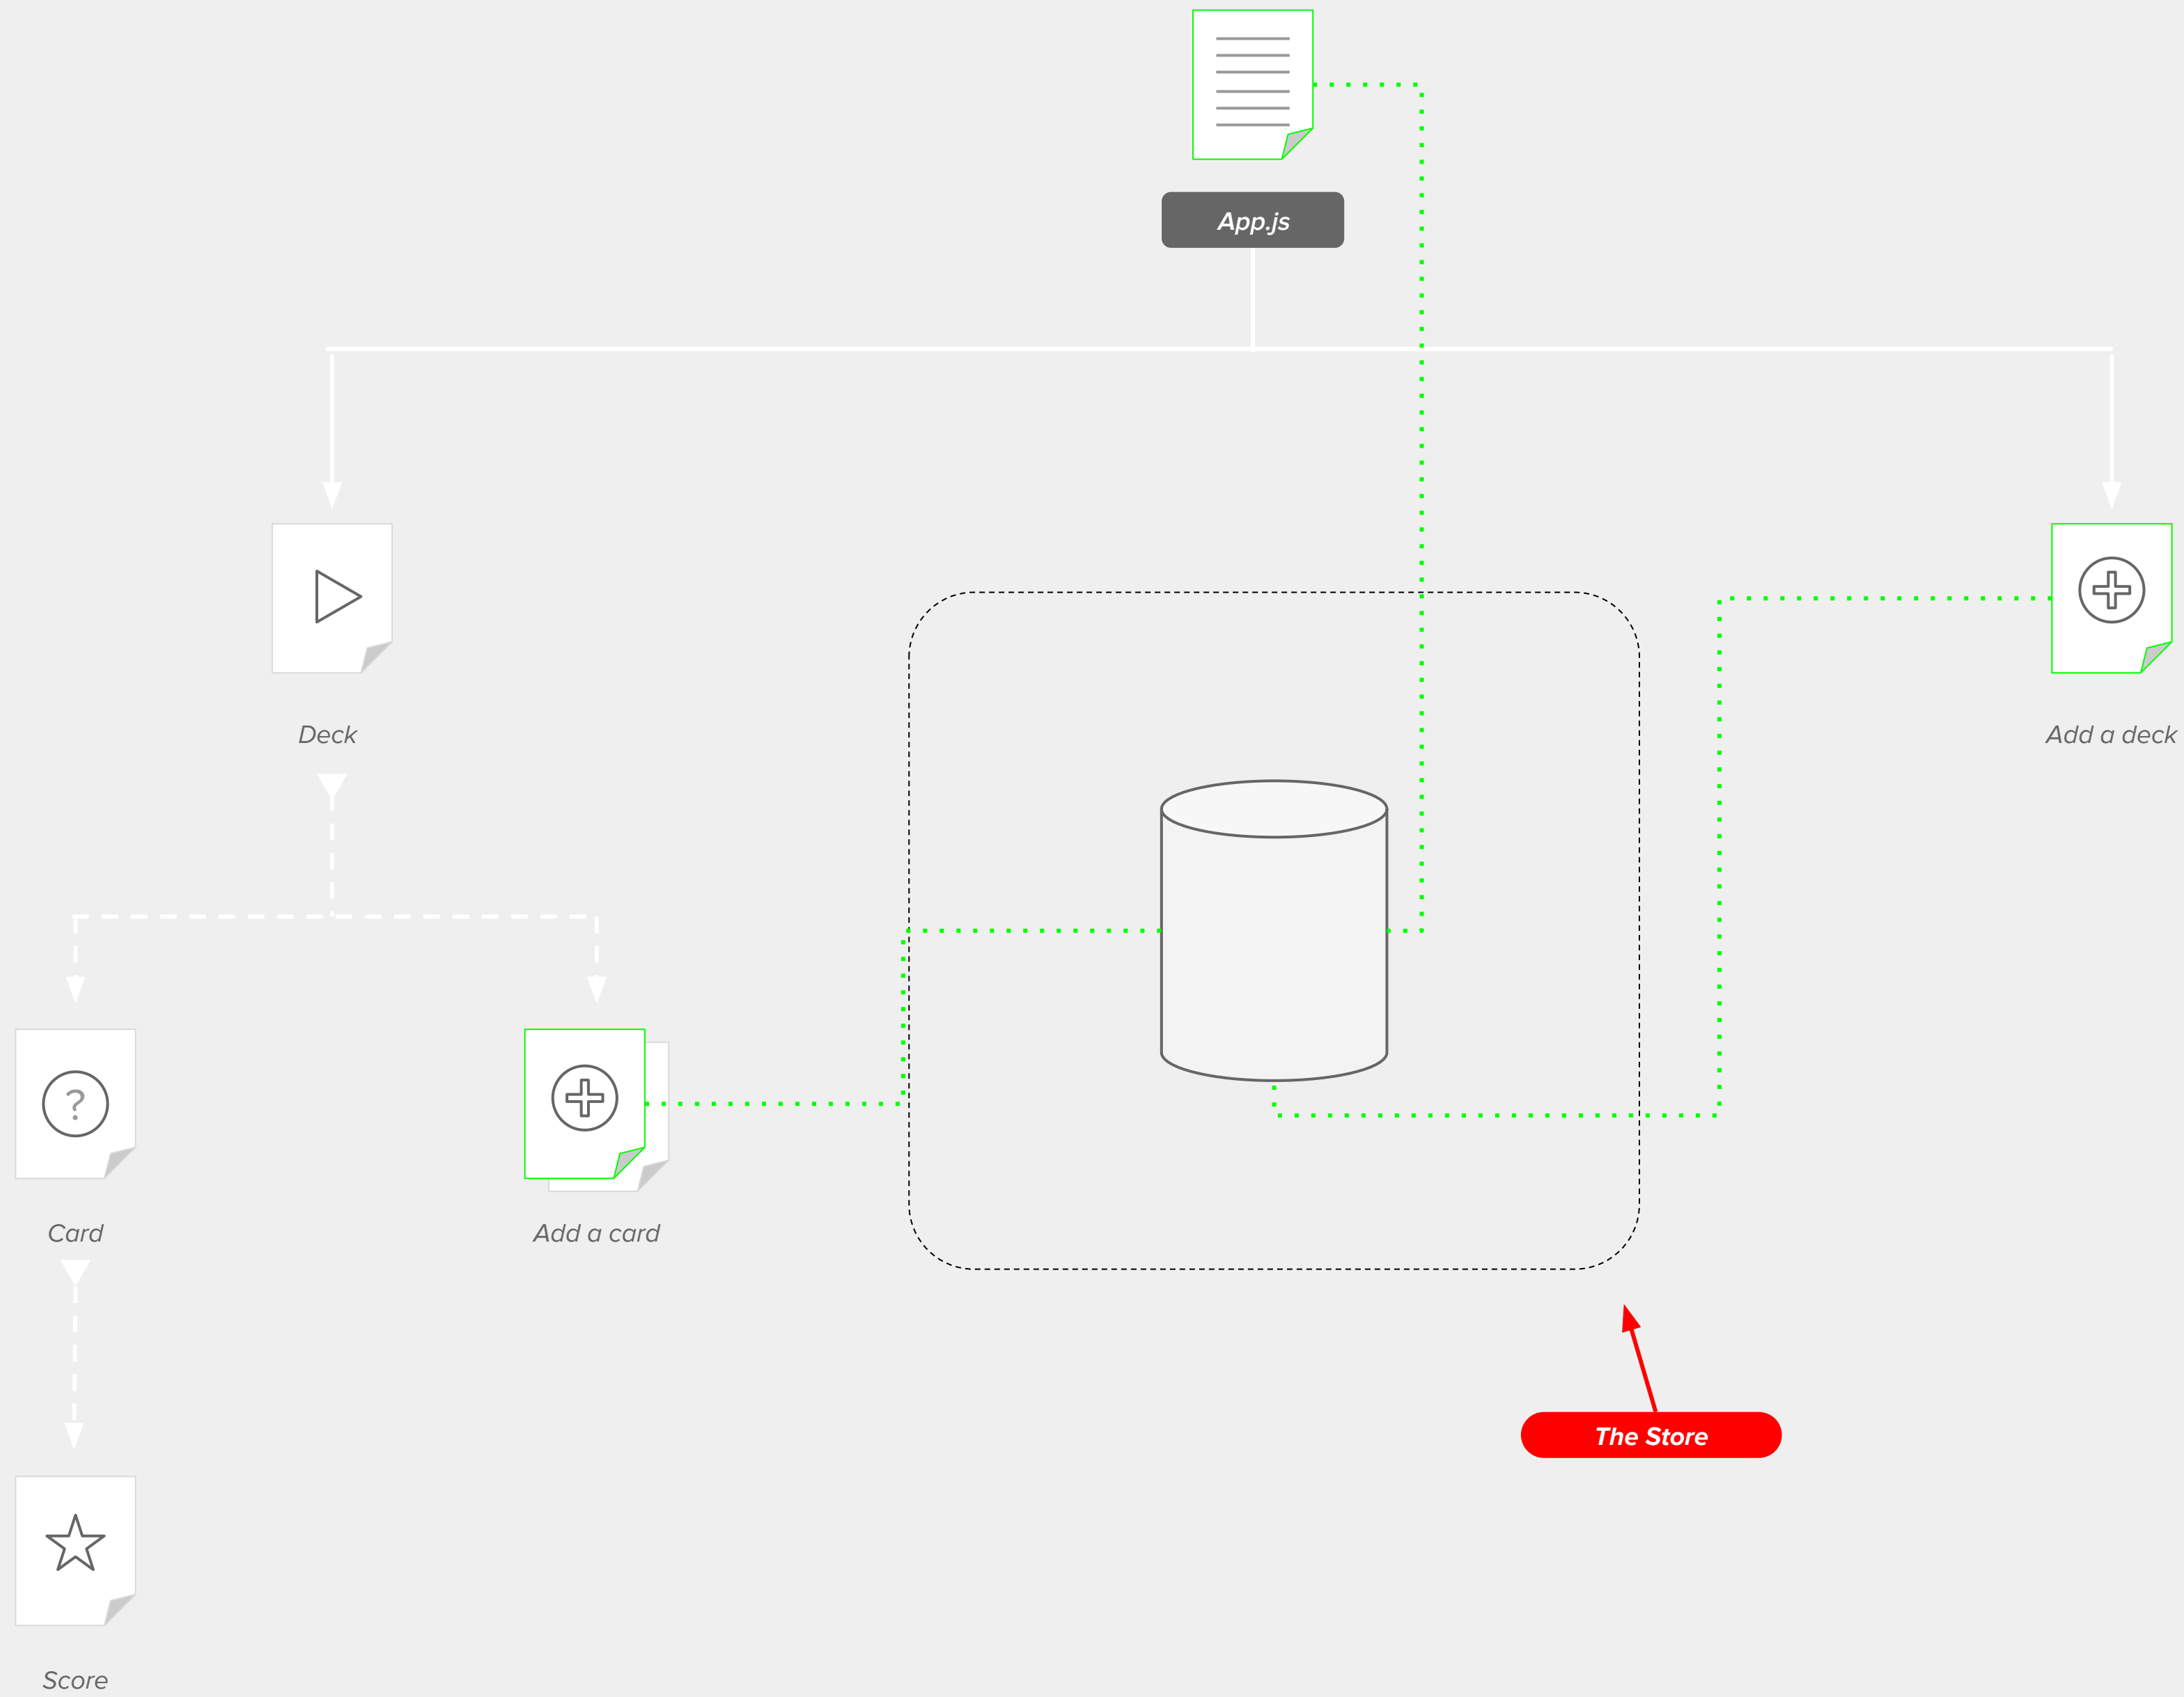 App.js
Deck
Add a deck
?
Card
Add a card
The Store
Score